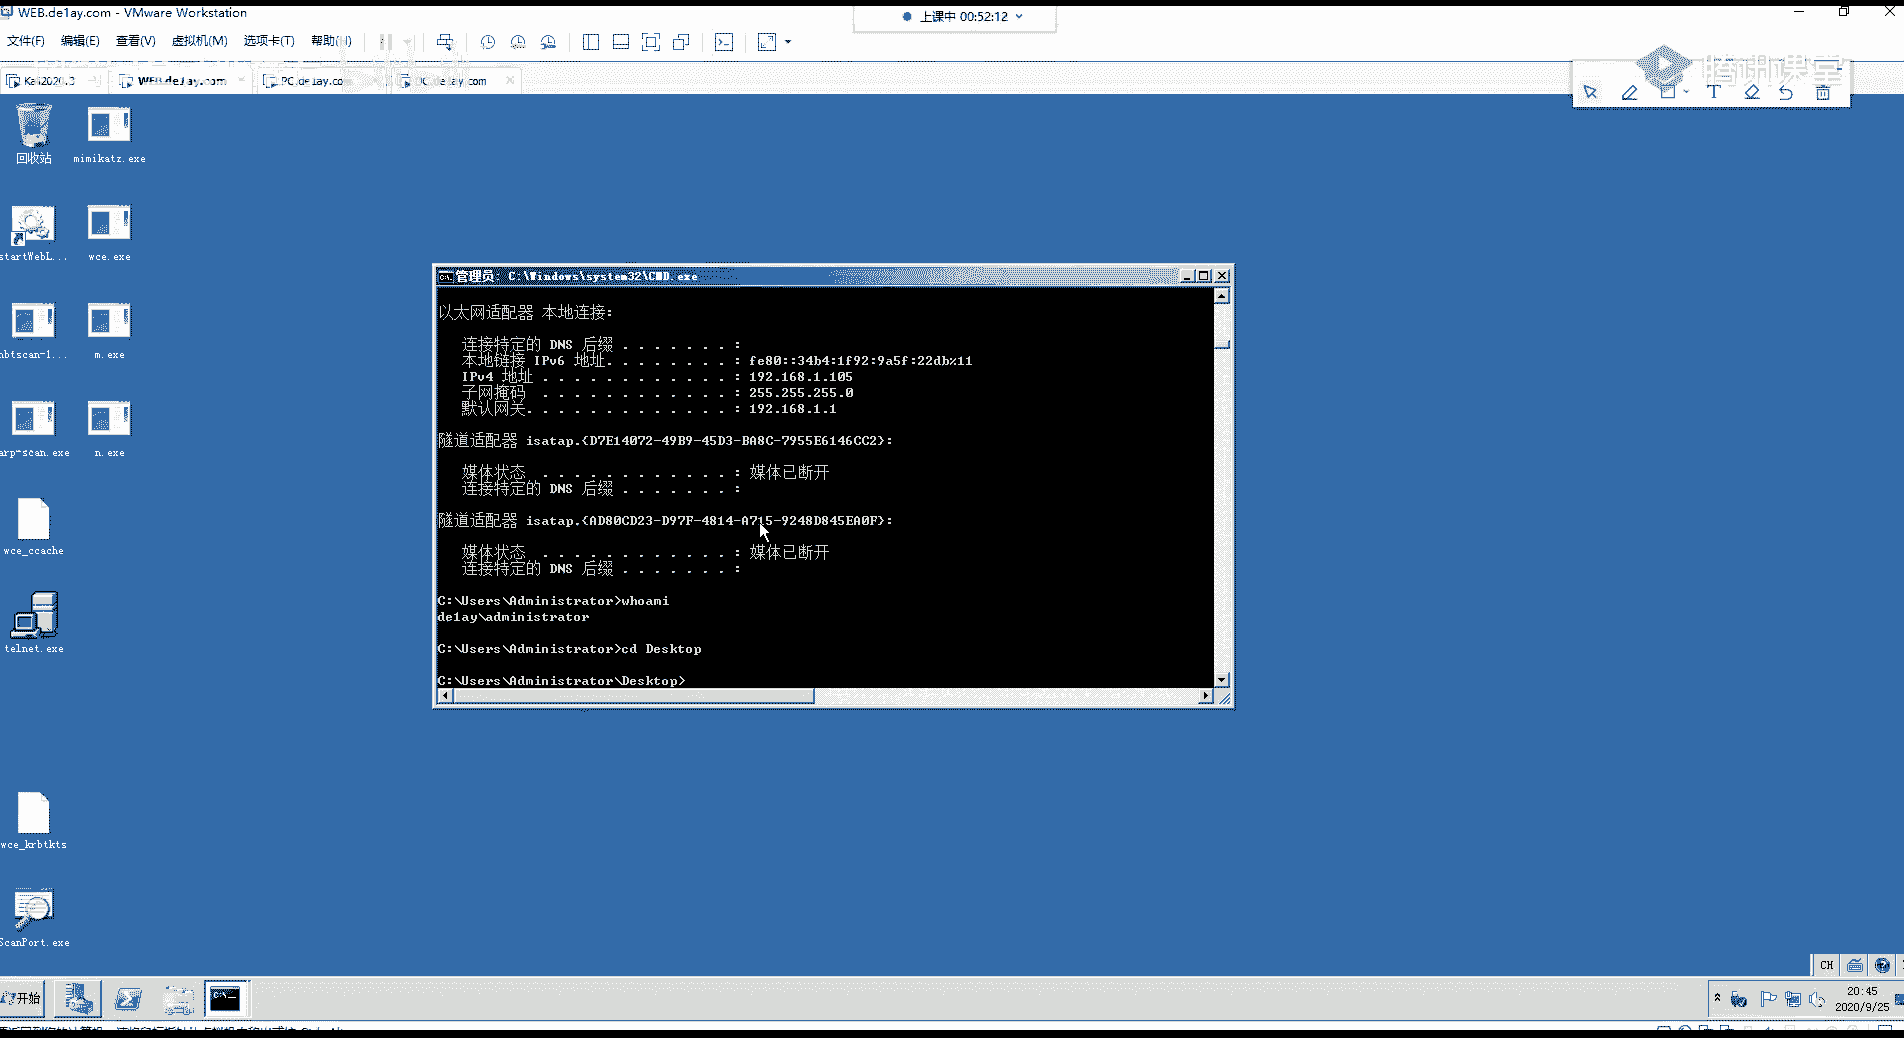 WEB.de1ay.com - VMware Workstation
上课中 00:52:12
文件(F) 编辑(E) 查看(V) 虚拟机(M) 选项卡(T) 帮助(H)
Kali2020.3 WEB.de1ay.com PC.de1ay.com DC.de1ay.com
腾讯课堂
回收站 mimikatz.exe
startWebL... wce.exe
nbtscan-1... m.exe
arp-scan.exe n.exe
wce_ccache
telnet.exe
wce_krbtkts
ScanPort.exe
管理员: C:\Windows\system32\CMD.exe
以太网适配器 本地连接:
连接特定的 DNS 后缀 . . . . . . . :
本地链接 IPv6 地址. . . . . . . . : fe80::34b4:1f92:9a5f:22db%11
IPv4 地址 . . . . . . . . . . . . : 192.168.1.105
子网掩码 . . . . . . . . . . . . : 255.255.255.0
默认网关. . . . . . . . . . . . . : 192.168.1.1
隧道适配器 isatap.{D7E14072-49B9-45D3-BA8C-7955E6146CC2}:
媒体状态 . . . . . . . . . . . . : 媒体已断开
连接特定的 DNS 后缀 . . . . . . . :
隧道适配器 isatap.{AD80CD23-D97F-4814-A715-9248D845EA0F}:
媒体状态 . . . . . . . . . . . . : 媒体已断开
连接特定的 DNS 后缀 . . . . . . . :
C:\Users\Administrator>whoami
de1ay\administrator
C:\Users\Administrator>cd Desktop
C:\Users\Administrator\Desktop>
CH
开始
20:45
2020/9/25